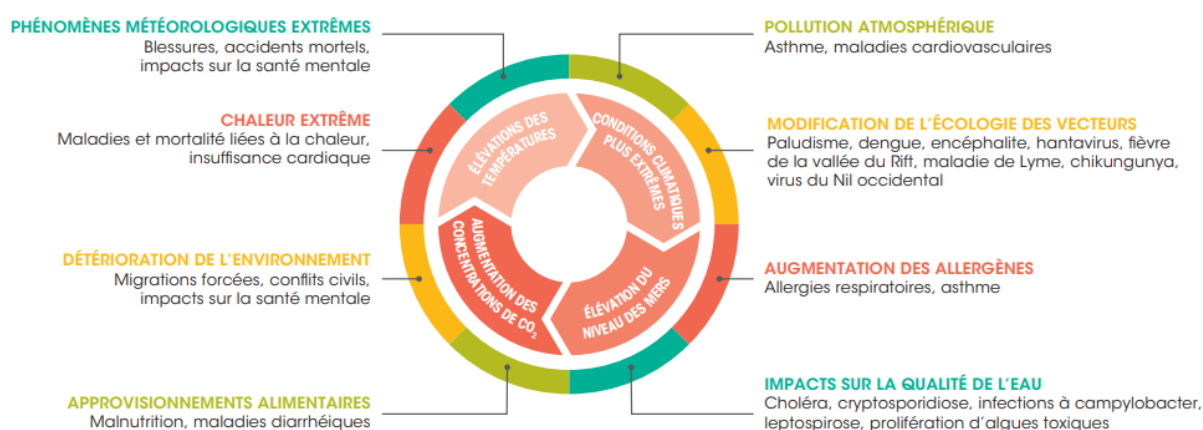 PHÉNOMÈNES MÉTÉOROLOGIQUES EXTRÊMES
Blessures, accidents mortels,
impacts sur la santé mentale
CHALEUR EXTRÊME
Maladies et mortalité liées à la chaleur,
insuffisance cardiaque
DÉTÉRIORATION DE L’ENVIRONNEMENT
Migrations forcées, conflits civils,
impacts sur la santé mentale
APPROVISIONNEMENTS ALIMENTAIRES
Malnutrition, maladies diarrhéiques
ÉLÉVATIONS DES
TEMPÉRATURES
CONDITIONS CLIMATIQUES
PLUS EXTRÊMES
ÉLÉVATION DU
NIVEAU DES MERS
AUGMENTATION DES
CONCENTRATIONS DE CO₂
POLLUTION ATMOSPHÉRIQUE
Asthme, maladies cardiovasculaires
MODIFICATION DE L’ÉCOLOGIE DES VECTEURS
Paludisme, dengue, encéphalite, hantavirus, fièvre
de la vallée du Rift, maladie de Lyme, chikungunya,
virus du Nil occidental
AUGMENTATION DES ALLERGÈNES
Allergies respiratoires, asthme
IMPACTS SUR LA QUALITÉ DE L’EAU
Choléra, cryptosporidiose, infections à campylobacter,
leptospirose, prolifération d’algues toxiques